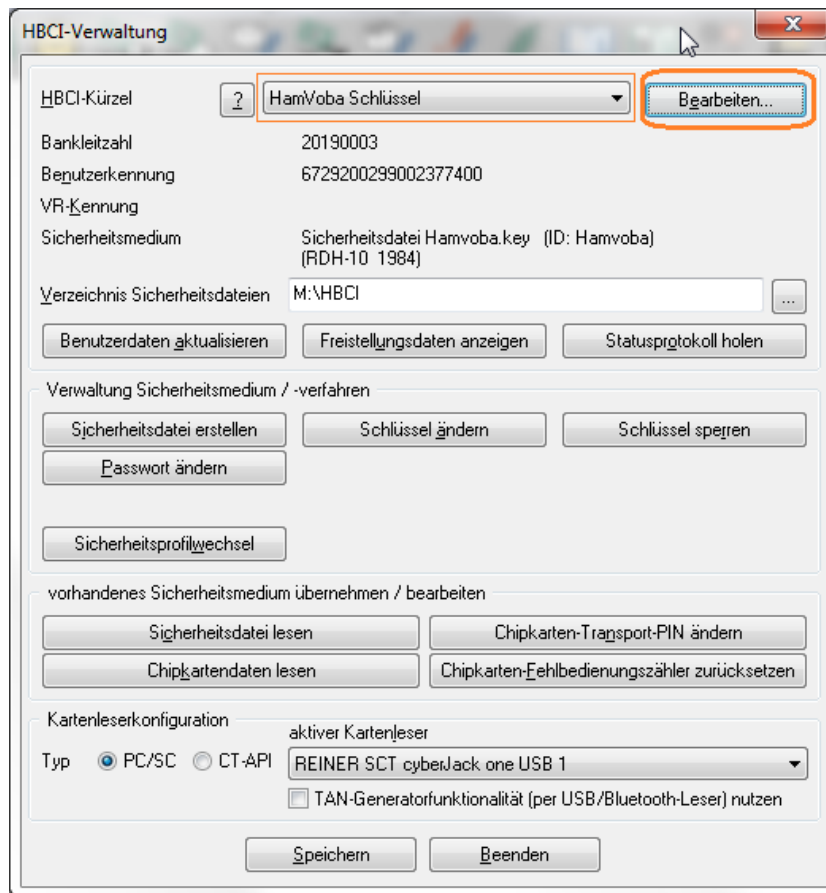 HBCI-Verwaltung
HBCI-Kürzel ? HamVoba Schlüssel Bearbeiten...
Bankleitzahl 20190003
Benutzerkennung 6729200299002377400
VR-Kennung
Sicherheitsmedium Sicherheitsdatei Hamvoba.key (ID: Hamvoba)
(RDH-10 1984)
Verzeichnis Sicherheitsdateien M:\HBCI ...
Benutzerdaten aktualisieren Freistellungsdaten anzeigen Statusprotokoll holen
Verwaltung Sicherheitsmedium / -verfahren
Sicherheitsdatei erstellen Schlüssel ändern Schlüssel sperren
Passwort ändern
Sicherheitsprofilwechsel
vorhandenes Sicherheitsmedium übernehmen / bearbeiten
Sicherheitsdatei lesen Chipkarten-Transport-PIN ändern
Chipkartendaten lesen Chipkarten-Fehlbedienungszähler zurücksetzen
Kartenleserkonfiguration
aktiver Kartenleser
Typ PC/SC CT-API REINER SCT cyberJack one USB 1
TAN-Generatorfunktionalität (per USB/Bluetooth-Leser) nutzen
Speichern Beenden